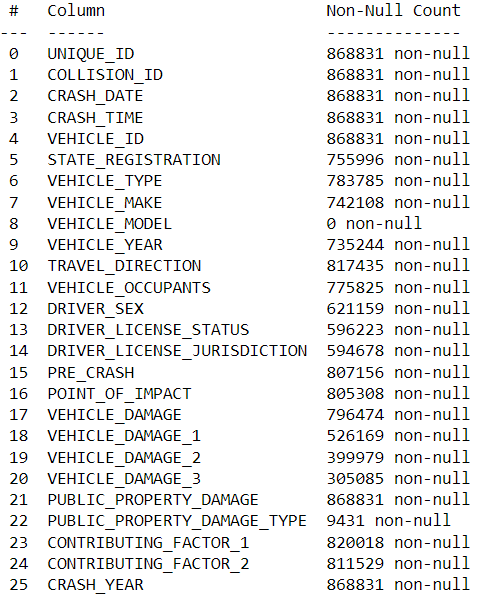 #   Column                      Non-Null Count
---  ------                      --------------
0   UNIQUE_ID                   868831 non-null
1   COLLISION_ID                868831 non-null
2   CRASH_DATE                  868831 non-null
3   CRASH_TIME                  868831 non-null
4   VEHICLE_ID                  868831 non-null
5   STATE_REGISTRATION          755996 non-null
6   VEHICLE_TYPE                783785 non-null
7   VEHICLE_MAKE                742108 non-null
8   VEHICLE_MODEL               0 non-null
9   VEHICLE_YEAR                735244 non-null
10  TRAVEL_DIRECTION            817435 non-null
11  VEHICLE_OCCUPANTS           775825 non-null
12  DRIVER_SEX                  621159 non-null
13  DRIVER_LICENSE_STATUS       596223 non-null
14  DRIVER_LICENSE_JURISDICTION 594678 non-null
15  PRE_CRASH                   807156 non-null
16  POINT_OF_IMPACT             805308 non-null
17  VEHICLE_DAMAGE              796474 non-null
18  VEHICLE_DAMAGE_1            526169 non-null
19  VEHICLE_DAMAGE_2            399979 non-null
20  VEHICLE_DAMAGE_3            305085 non-null
21  PUBLIC_PROPERTY_DAMAGE      868831 non-null
22  PUBLIC_PROPERTY_DAMAGE_TYPE 9431 non-null
23  CONTRIBUTING_FACTOR_1       820018 non-null
24  CONTRIBUTING_FACTOR_2       811529 non-null
25  CRASH_YEAR                  868831 non-null